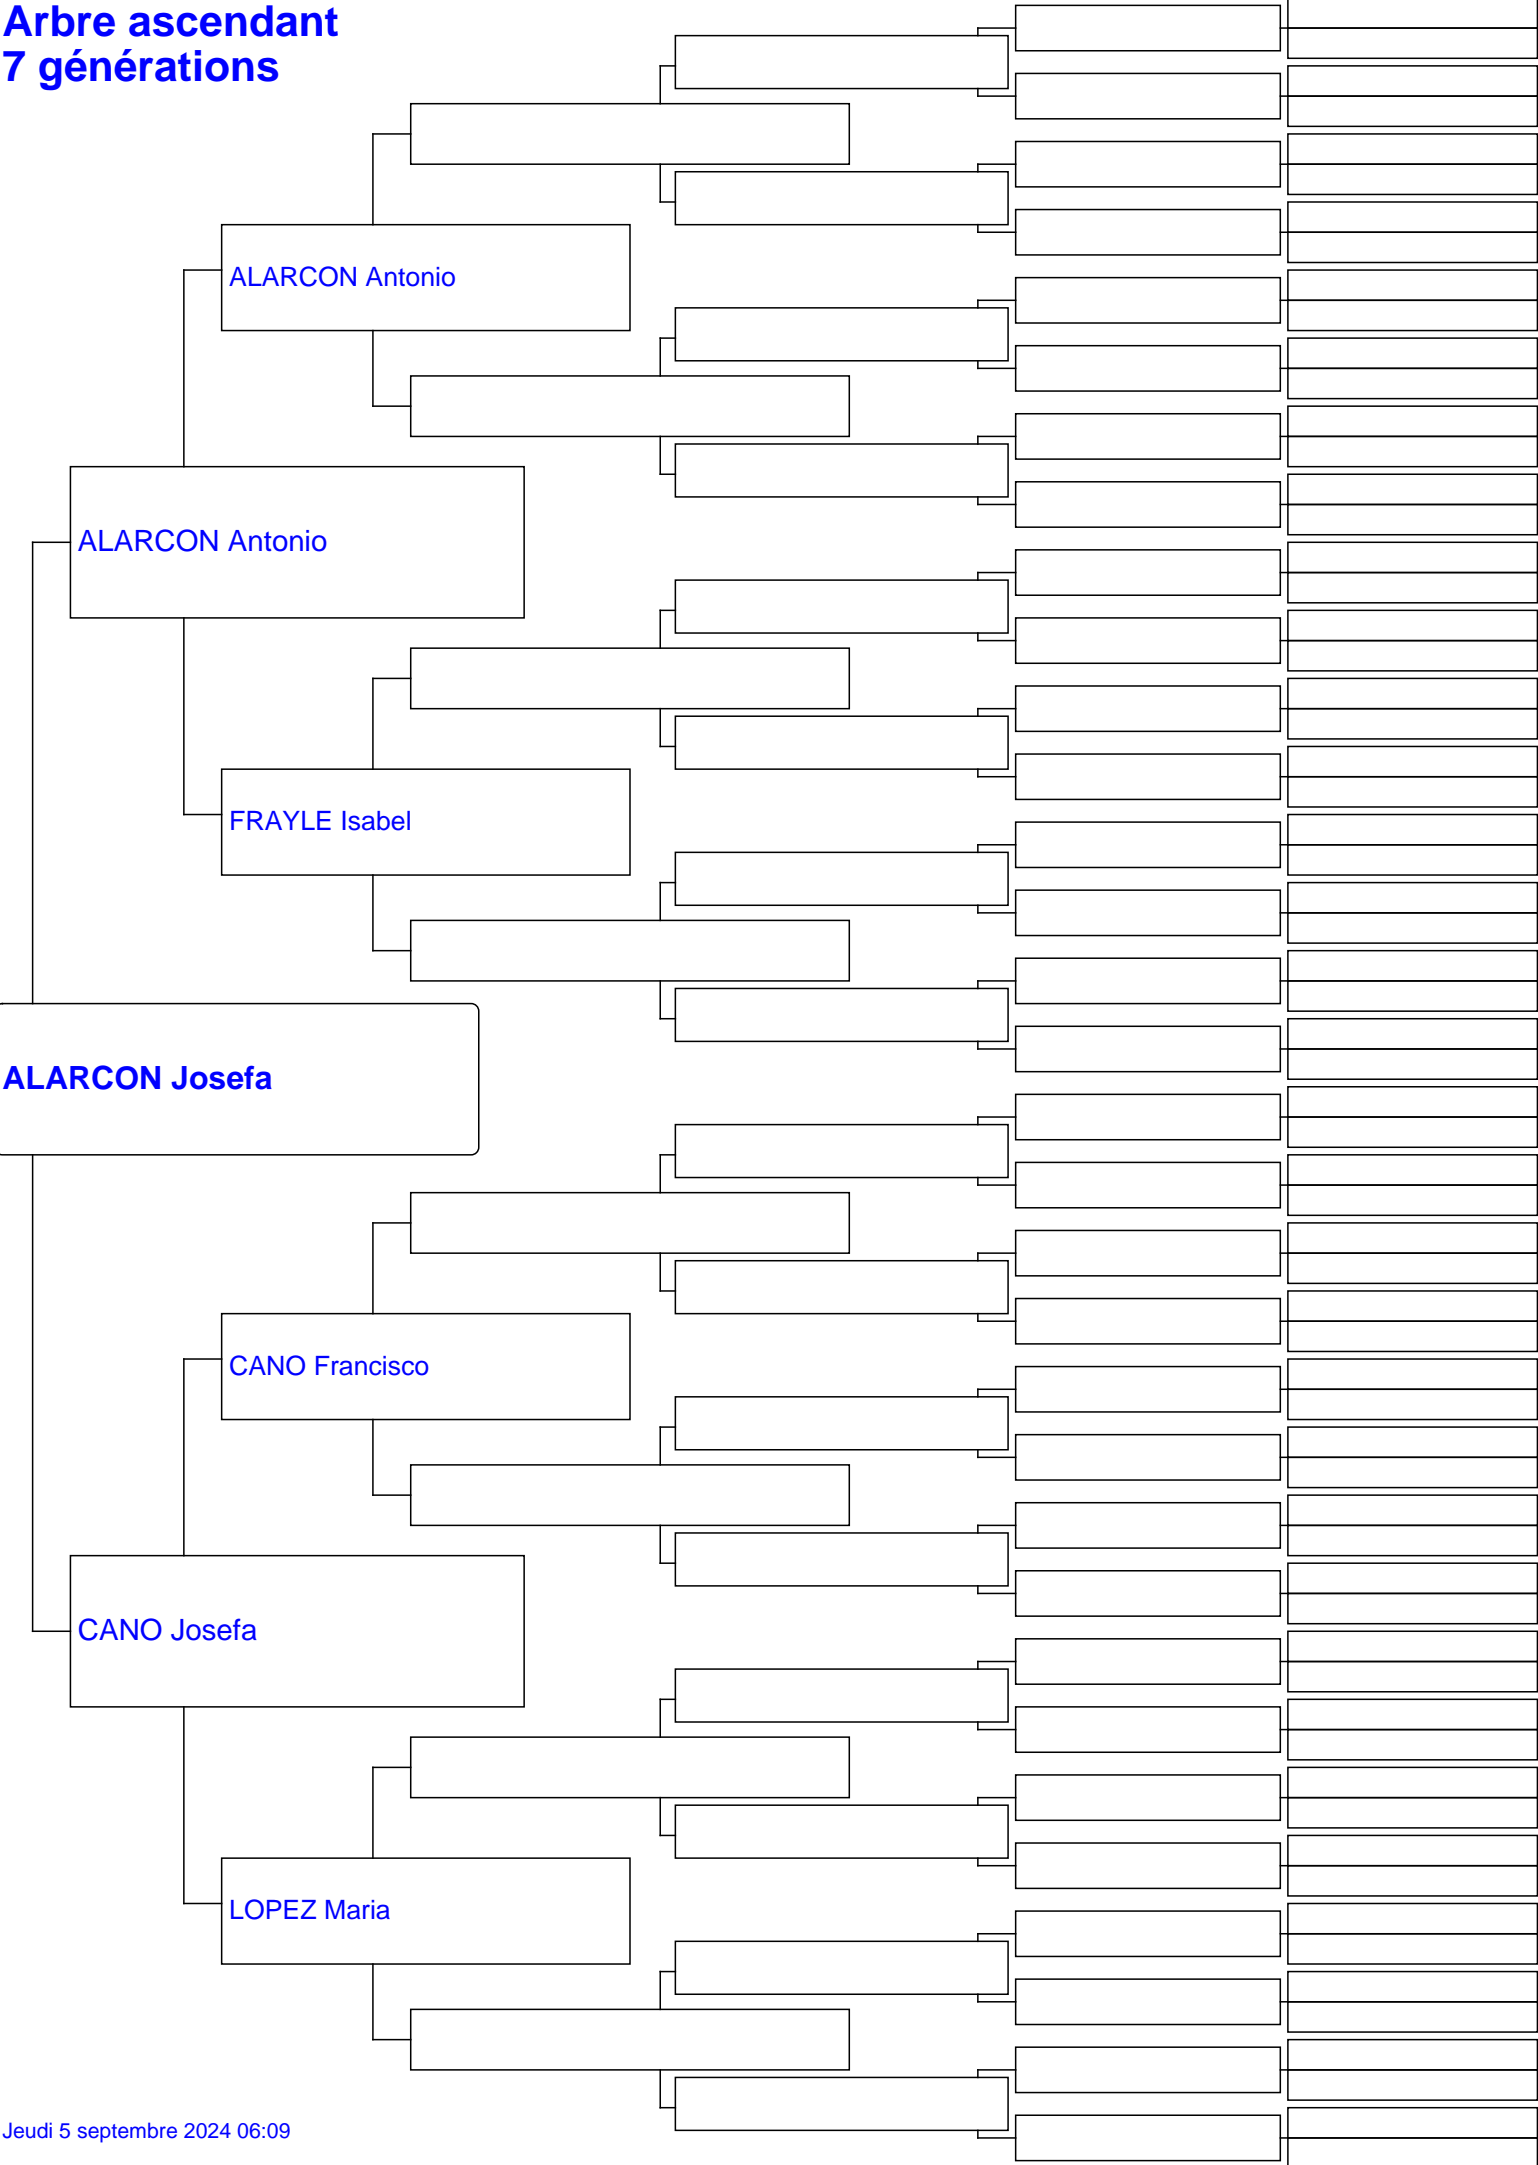 Arbre ascendant
7 générations
ALARCON Antonio
ALARCON Antonio
FRAYLE Isabel
ALARCON Josefa
CANO Francisco
CANO Josefa
LOPEZ Maria
Jeudi 5 septembre 2024 06:09